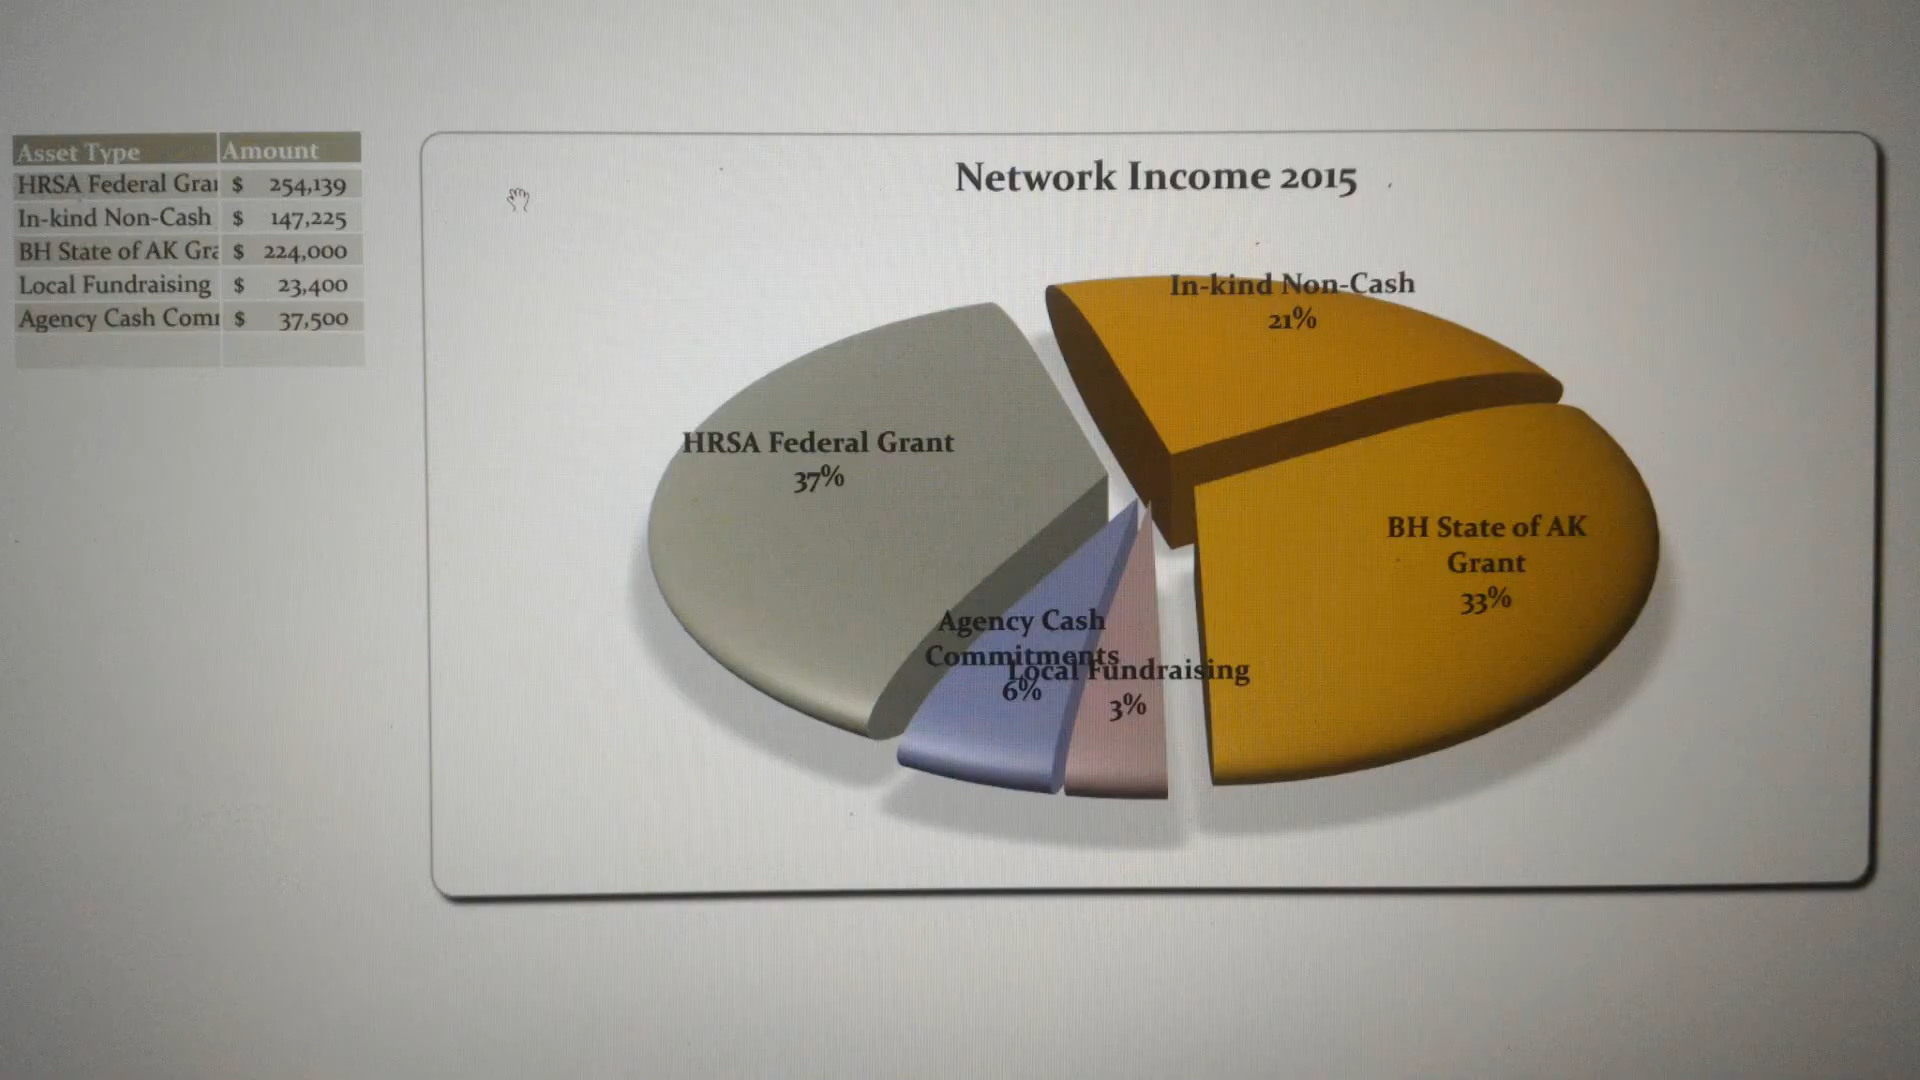 Asset Type Amount
HRSA Federal Gra $ 254,139
In-kind Non-Cash $ 147,225
BH State of AK Gra $ 224,000
Local Fundraising $ 23,400
Agency Cash Com $ 37,500
Network Income 2015
In-kind Non-Cash
21%
HRSA Federal Grant
37%
BH State of AK
Grant
33%
Agency Cash
Commitments
6%
Local Fundraising
3%